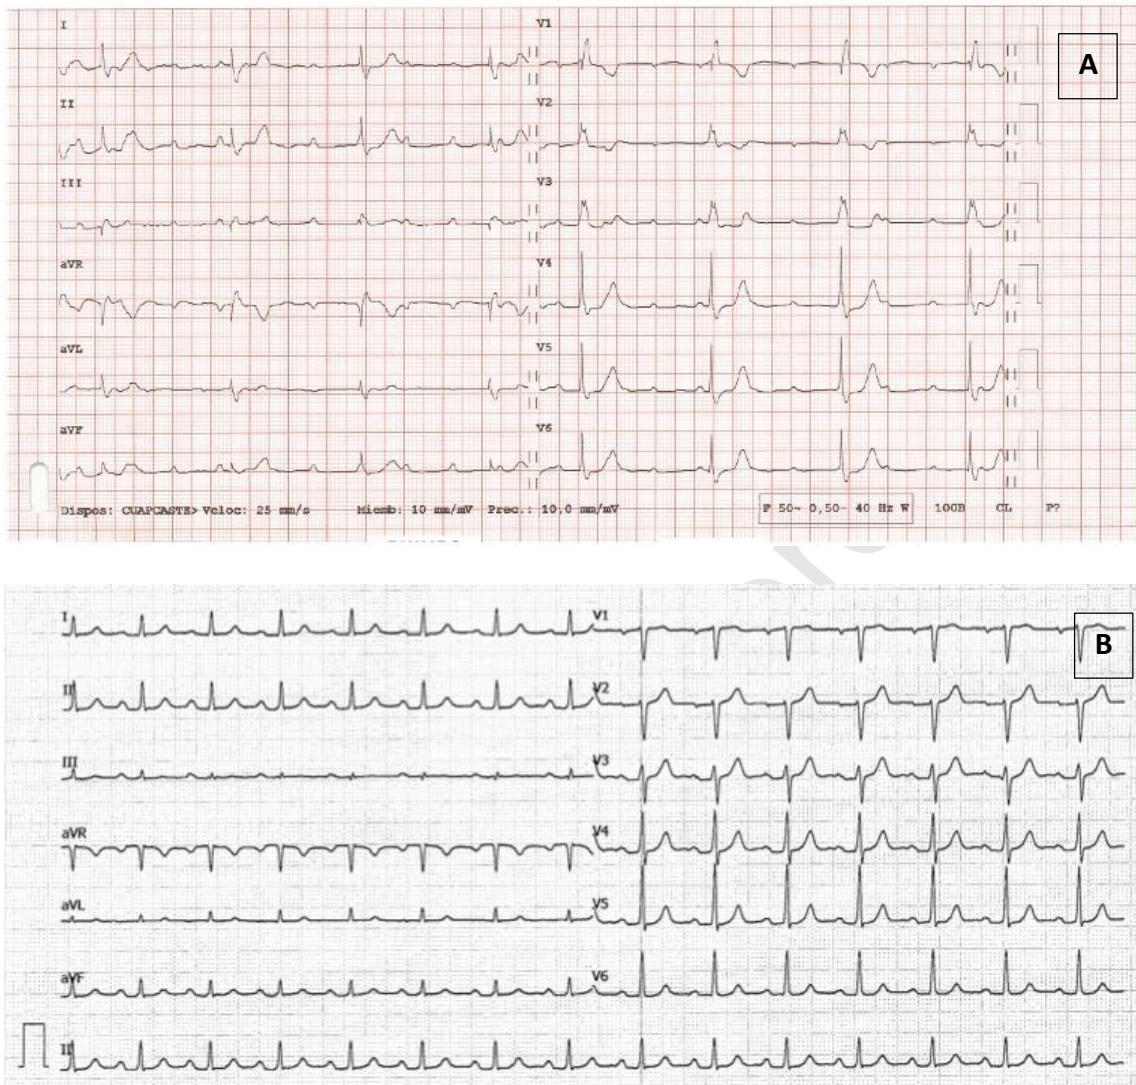 A
I V1
II V2
III V3
aVR V4
aVL V5
aVF V6
Dispos: CUAPCASTE> Veloc: 25 mm/s Miemb: 10 mm/mV Prec.: 10,0 mm/mV
F 50~ 0,50- 40 Hz W 100B CL P?
B
I V1
II V2
III V3
aVR V4
aVL V5
aVF V6
II